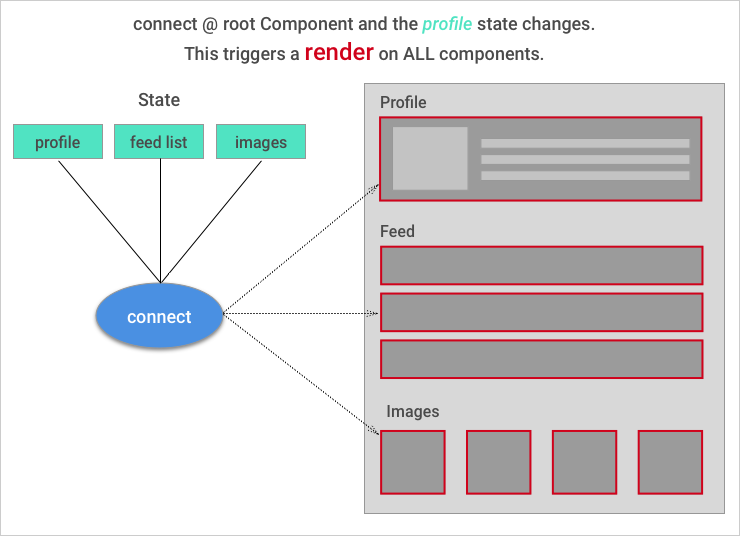 connect @ root Component and the profile state changes.
This triggers a render on ALL components.
State
profile
feed list
images
connect
Profile
Feed
Images